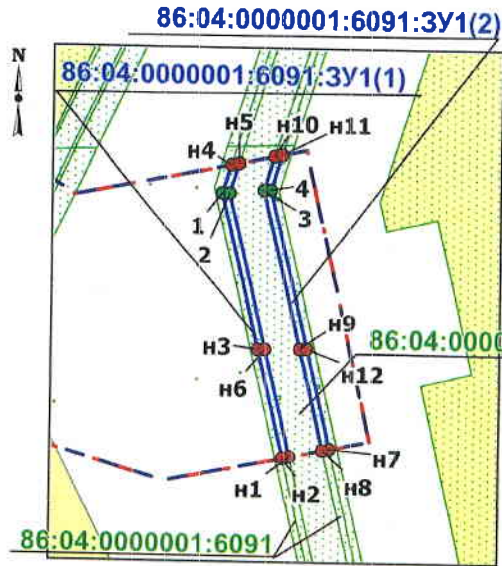 86:04:0000001:6091:ЗУ1(2)
N
86:04:0000001:6091:ЗУ1(1)
н5 н10 н11
н4
1 4
2 3
н3 н9
н6 86:04:0000
н12
н1 н2 н8 н7
86:04:0000001:6091